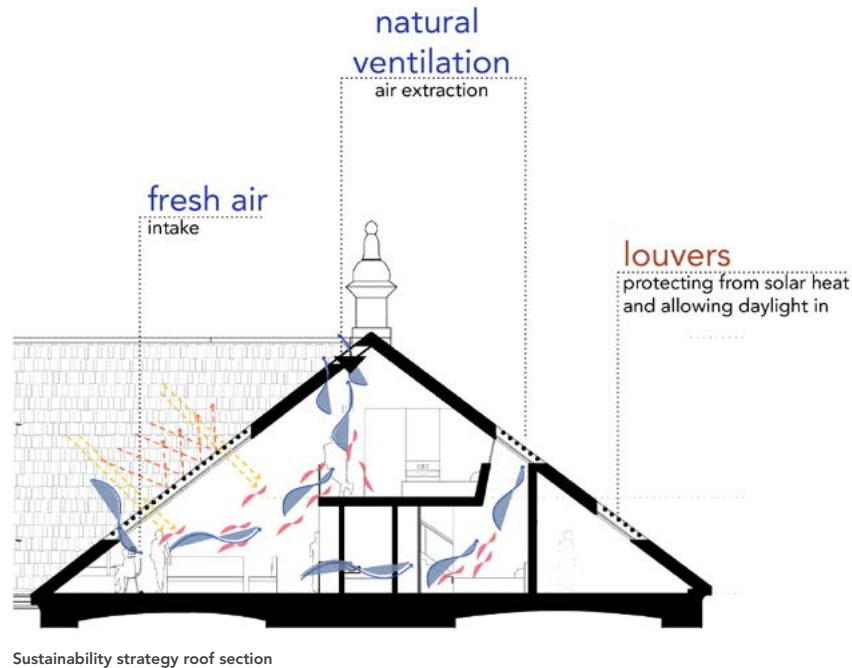 natural
ventilation
air extraction
fresh air
intake
louvers
protecting from solar heat
and allowing daylight in
Sustainability strategy roof section